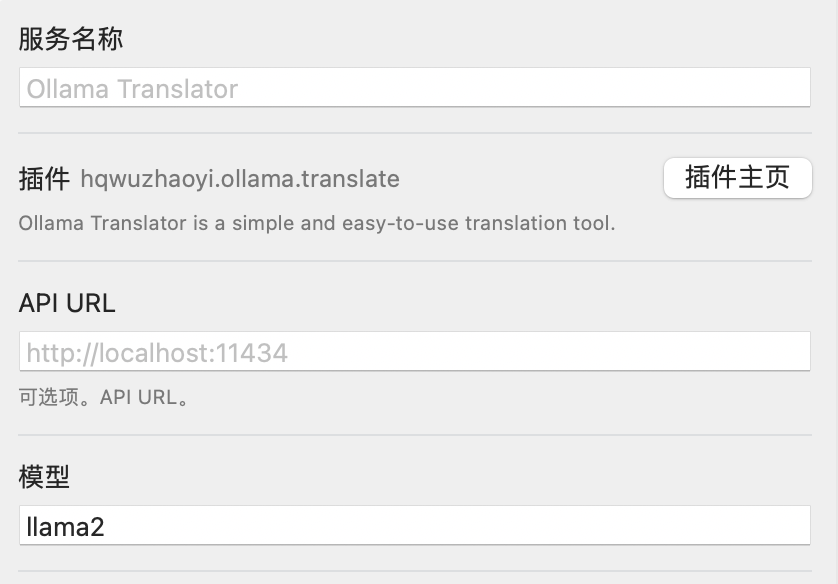 服务名称
Ollama Translator
插件 hqwuzhaoyi.ollama.translate 插件主页
Ollama Translator is a simple and easy-to-use translation tool.
API URL
http://localhost:11434
可选项。API URL。
模型
llama2